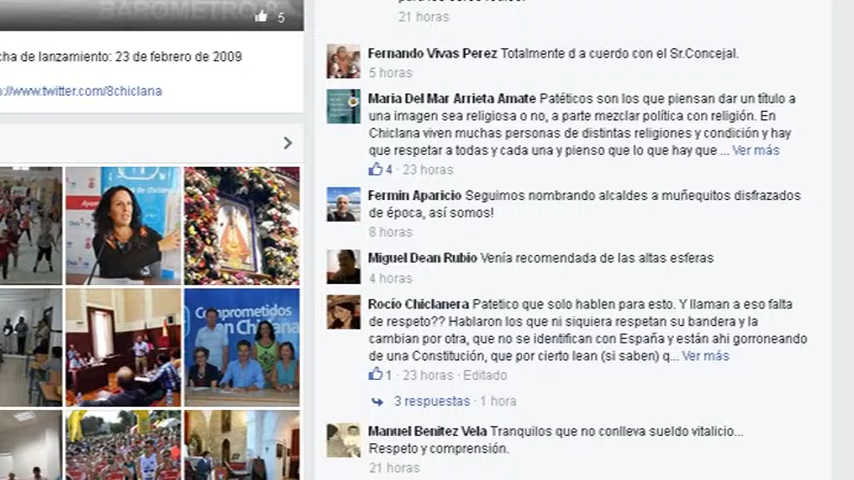 BAROMETRO 8
5
cha de lanzamiento: 23 de febrero de 2009
://www.twitter.com/8chiclana
Comprometidos
en Chiclana
21 horas
Fernando Vivas Perez Totalmente d a cuerdo con el Sr.Concejal.
5 horas
Maria Del Mar Arrieta Amate Patéticos son los que piensan dar un título a
una imagen sea religiosa o no, a parte mezclar política con religión. En
Chiclana viven muchas personas de distintas religiones y condición y hay
que respetar a todas y cada una y pienso que lo que hay que ... Ver más
4 · 23 horas
Fermin Aparicio Seguimos nombrando alcaldes a muñequitos disfrazados
de época, así somos!
8 horas
Miguel Dean Rubio Venía recomendada de las altas esferas
4 horas
Rocío Chiclanera Patetico que solo hablen para esto. Y llaman a eso falta
de respeto?? Hablaron los que ni siquiera respetan su bandera y la
cambian por otra, que no se identifican con España y están ahi gorroneando
de una Constitución, que por cierto lean (si saben) q... Ver más
1 · 23 horas · Editado
3 respuestas · 1 hora
Manuel Benitez Vela Tranquilos que no conlleva sueldo vitalicio...
Respeto y comprensión.
21 horas